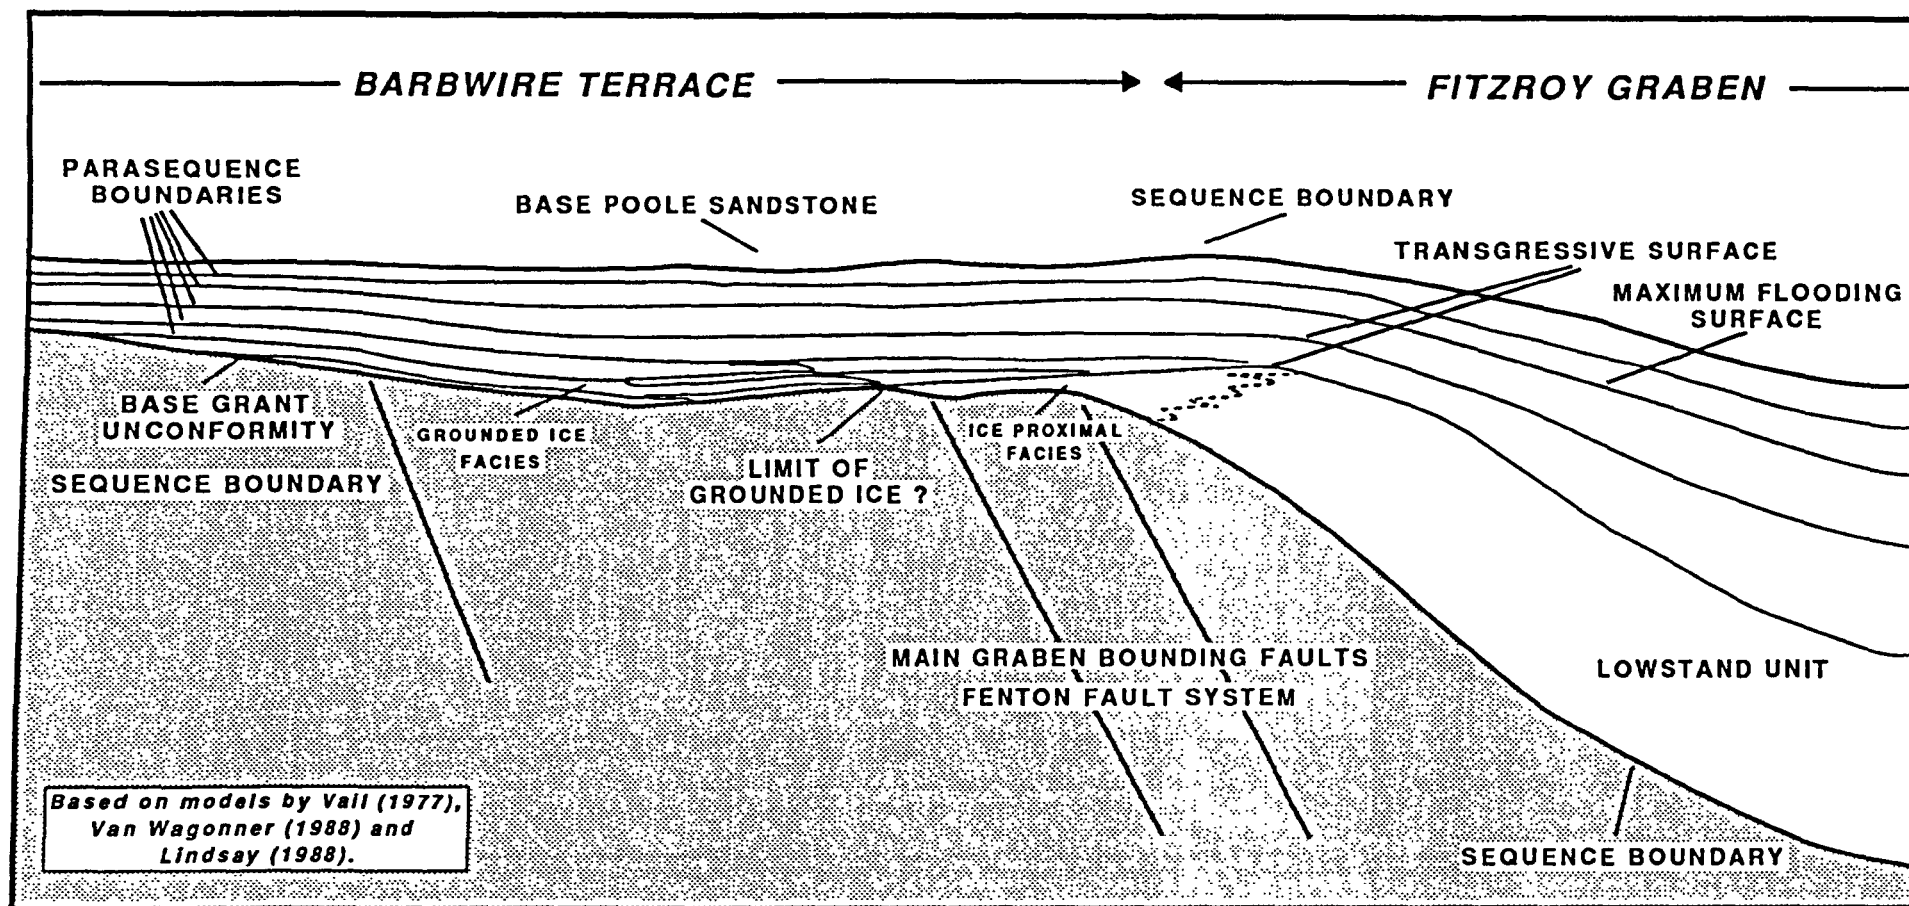 BARBWIRE TERRACE
FITZROY GRABEN
PARASEQUENCE
BOUNDARIES
BASE POOLE SANDSTONE
SEQUENCE BOUNDARY
TRANSGRESSIVE SURFACE
MAXIMUM FLOODING
SURFACE
BASE GRANT
UNCONFORMITY
SEQUENCE BOUNDARY
GROUNDED ICE
FACIES
LIMIT OF
GROUNDED ICE ?
ICE PROXIMAL
FACIES
MAIN GRABEN BOUNDING FAULTS
FENTON FAULT SYSTEM
LOWSTAND UNIT
SEQUENCE BOUNDARY
Based on models by Vail (1977),
Van Wagonner (1988) and
Lindsay (1988).